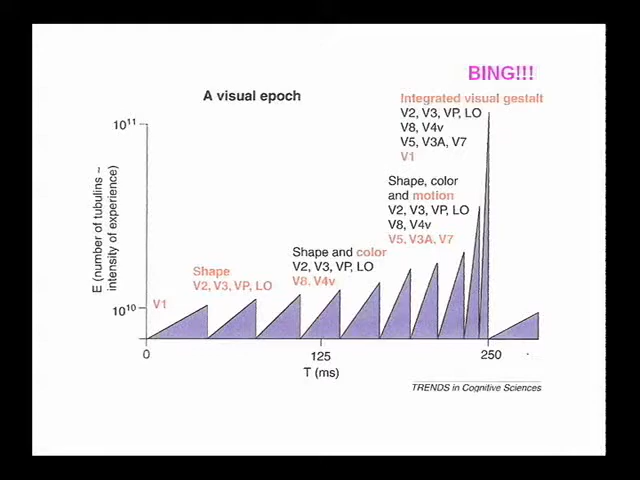 BING!!!
A visual epoch
Integrated visual gestalt
V2, V3, VP, LO
V8, V4v
V5, V3A, V7
V1
Shape, color
and motion
V2, V3, VP, LO
V8, V4v
V5, V3A, V7
Shape and color
V2, V3, VP, LO
V8, V4v
Shape
V2, V3, VP, LO
V1
10¹¹
10¹⁰
E (number of tubulins ~
intensity of experience)
0
125
250
T (ms)
TRENDS in Cognitive Sciences